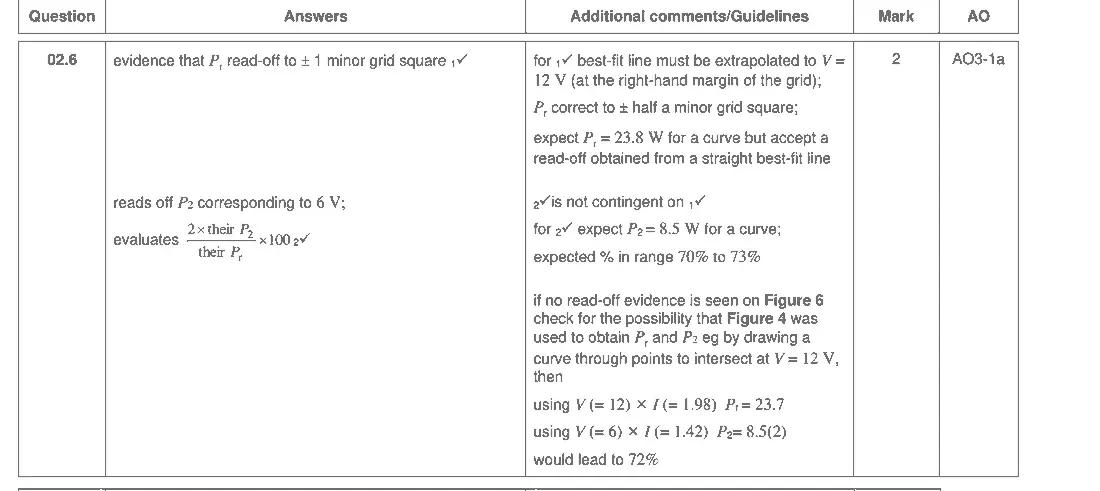 Question Answers Additional comments/Guidelines Mark AO
02.6 evidence that Pr read-off to ± 1 minor grid square 1✓ for 1✓ best-fit line must be extrapolated to V = 2 AO3-1a
12 V (at the right-hand margin of the grid);
Pr correct to ± half a minor grid square;
expect Pr = 23.8 W for a curve but accept a
read-off obtained from a straight best-fit line
reads off P2 corresponding to 6 V; 2✓is not contingent on 1✓
evaluates 2 × their P2 / their Pr × 100 2✓ for 2✓ expect P2 = 8.5 W for a curve;
expected % in range 70% to 73%
if no read-off evidence is seen on Figure 6
check for the possibility that Figure 4 was
used to obtain Pr and P2 eg by drawing a
curve through points to intersect at V = 12 V,
then
using V (= 12) × I (= 1.98) Pr = 23.7
using V (= 6) × I (= 1.42) P2= 8.5(2)
would lead to 72%